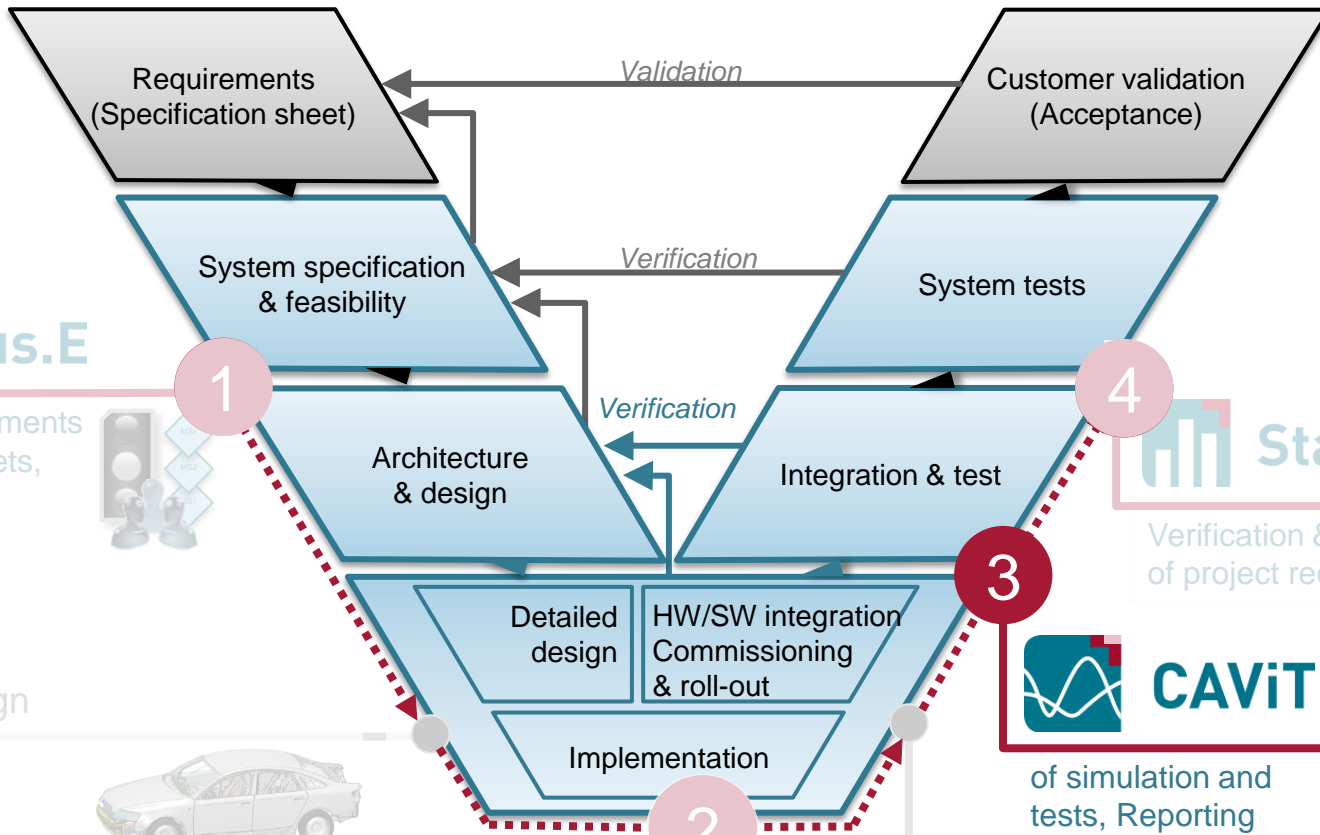 Requirements
(Specification sheet)
Validation
Customer validation
(Acceptance)
System specification
& feasibility
Verification
System tests
us.E
1
4
ments
ets,
MS2
Architecture
& design
Verification
Integration & test
Sta
Verification &
of project rec
3
Detailed
design
HW/SW integration
Commissioning
& roll-out
CAViT
gn
Implementation
of simulation and
tests, Reporting
2